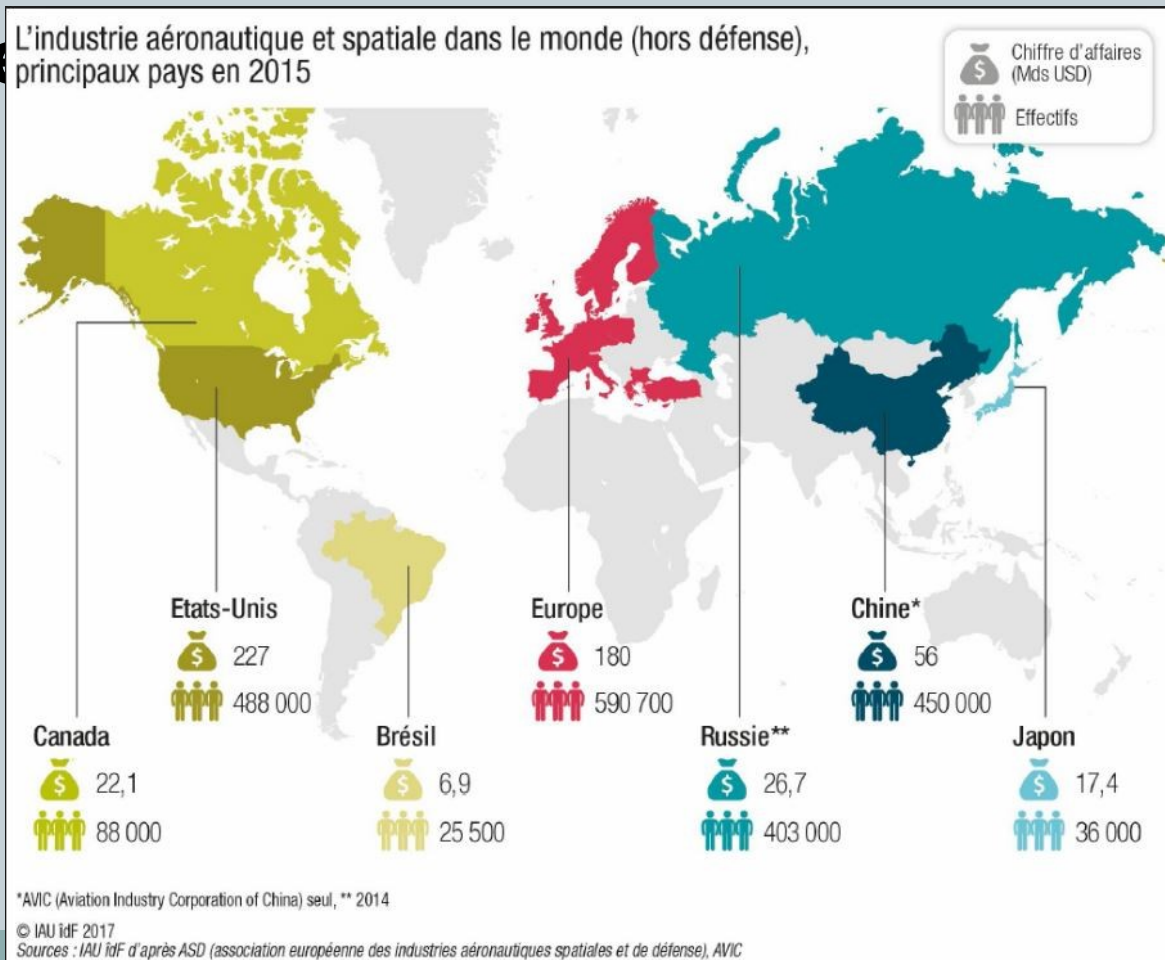 L'industrie aéronautique et spatiale dans le monde (hors défense),
principaux pays en 2015
Chiffre d'affaires
(Mds USD)
Effectifs
Etats-Unis
227
488 000
Europe
180
590 700
Chine*
56
450 000
Canada
22,1
88 000
Brésil
6,9
25 500
Russie**
26,7
403 000
Japon
17,4
36 000
*AVIC (Aviation Industry Corporation of China) seul, ** 2014
© IAU îdF 2017
Sources : IAU îdF d'après ASD (association européenne des industries aéronautiques spatiales et de défense), AVIC